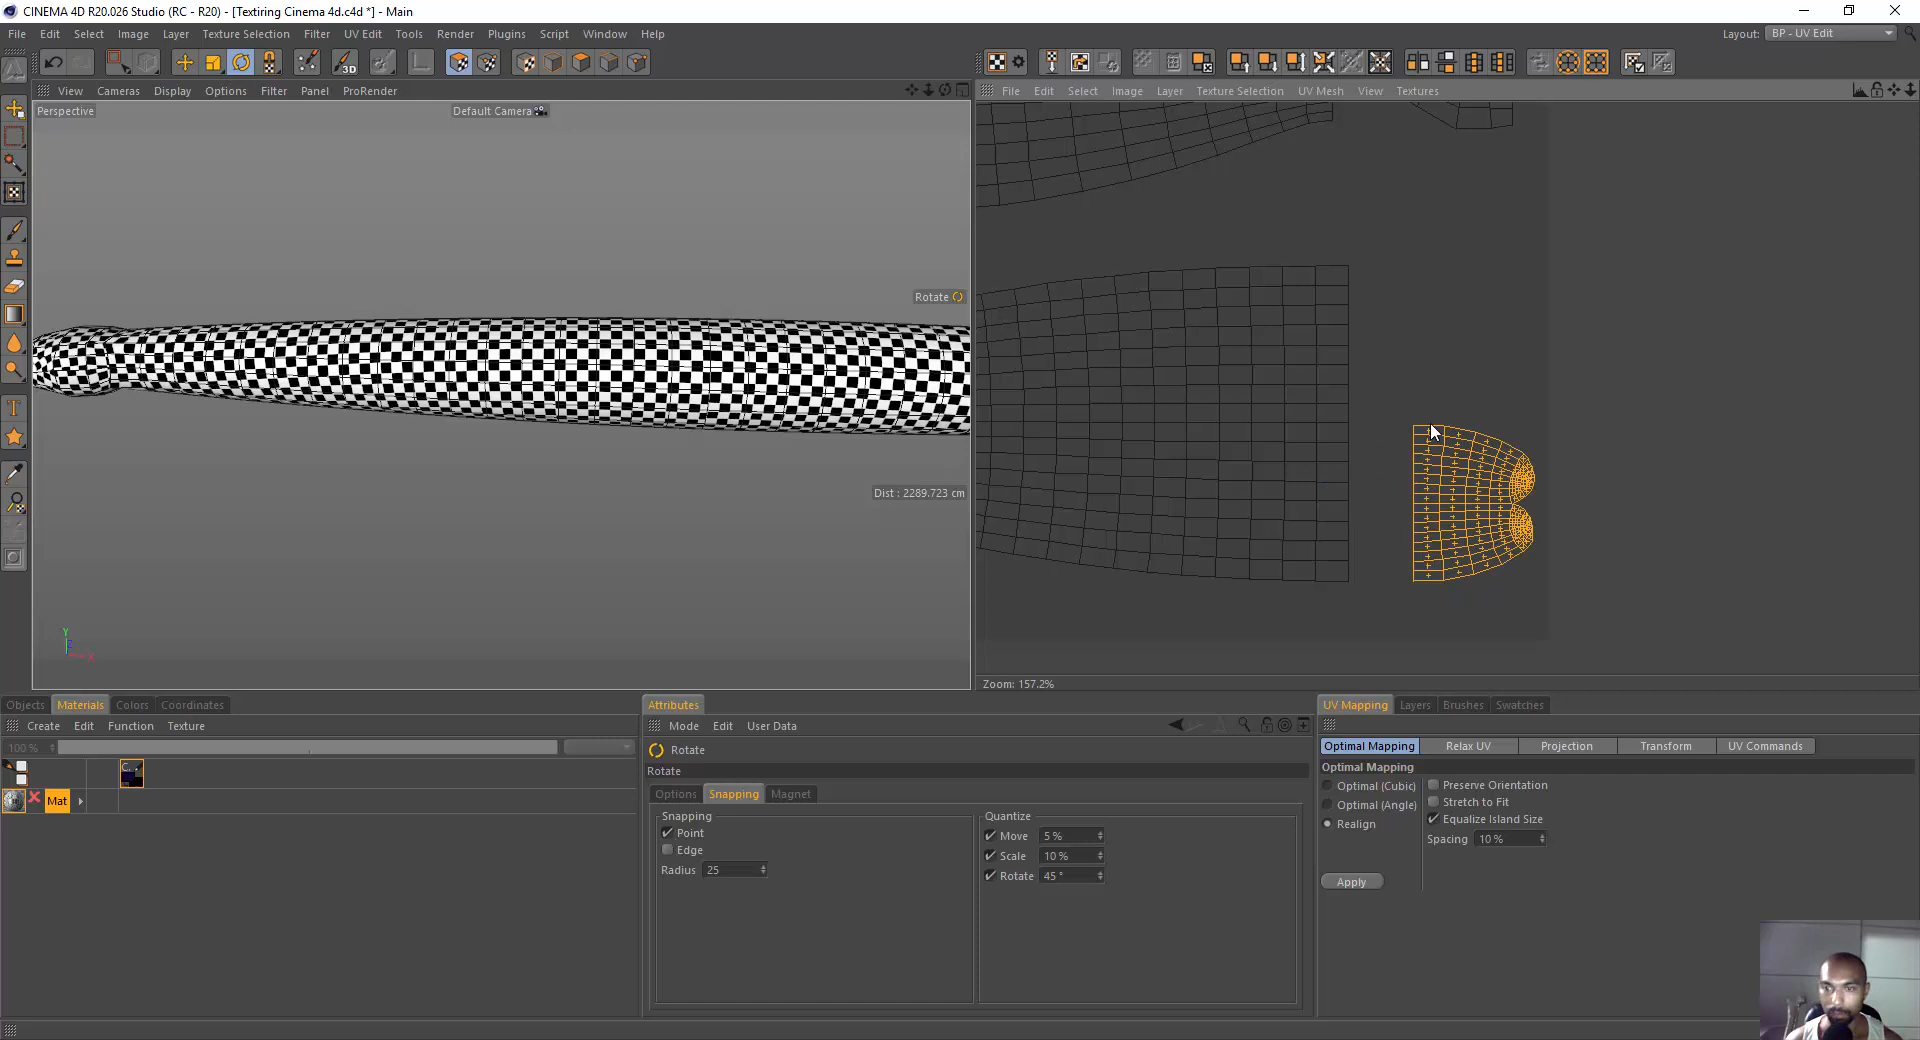 CINEMA 4D R20.026 Studio (RC - R20) - [Textiring Cinema 4d.c4d *] - Main
File Edit Select Image Layer Texture Selection Filter UV Edit Tools Render Plugins Script Window Help
Layout: BP - UV Edit
3D
View Cameras Display Options Filter Panel ProRender
File Edit Select Image Layer Texture Selection UV Mesh View Textures
Perspective
Default Camera
Rotate
Dist : 2289.723 cm
Y
Z
X
T
Zoom: 157.2%
Objects Materials Colors Coordinates
Create Edit Function Texture
100 %
C.
Mat
Attributes
Mode Edit User Data
Rotate
Rotate
Options Snapping Magnet
Snapping
Point
Edge
Radius 25
Quantize
Move 5 %
Scale 10 %
Rotate 45 °
UV Mapping Layers Brushes Swatches
Optimal Mapping Relax UV Projection Transform UV Commands
Optimal Mapping
Optimal (Cubic) Preserve Orientation
Optimal (Angle) Stretch to Fit
Realign Equalize Island Size
Spacing 10 %
Apply